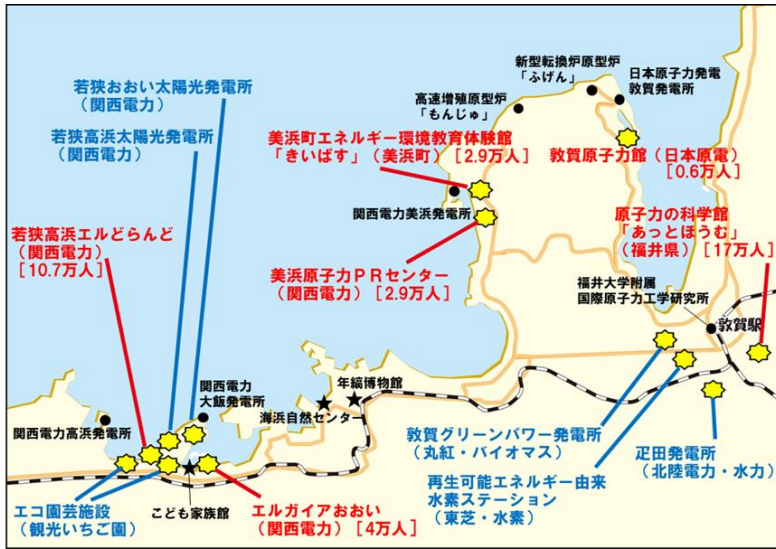 若狭おおい太陽光発電所
(関西電力)
若狭高浜太陽光発電所
(関西電力)
若狭高浜エルどらんど
(関西電力)
[10.7万人]
新型転換炉原型炉
「ふげん」
日本原子力発電
敦賀発電所
高速増殖原型炉
「もんじゅ」
美浜町エネルギー環境教育体験館
「きいぱす」(美浜町)[2.9万人]
敦賀原子力館(日本原電)
[0.6万人]
関西電力美浜発電所
原子力の科学館
「あっとほうむ」
(福井県)[17万人]
美浜原子力PRセンター
(関西電力)[2.9万人]
福井大学附属
国際原子力工学研究所
敦賀駅
関西電力
大飯発電所
年縞博物館
海浜自然センター
関西電力高浜発電所
敦賀グリーンパワー発電所
(丸紅・バイオマス)
疋田発電所
(北陸電力・水力)
再生可能エネルギー由来
水素ステーション
(東芝・水素)
エコ園芸施設
(観光いちご園)
こども家族館
エルガイアおおい
(関西電力)[4万人]